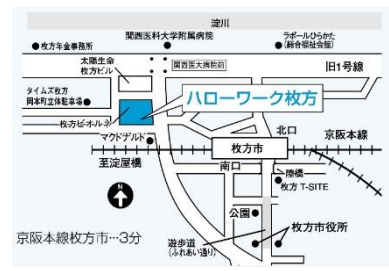 淀川
関西医科大学附属病院
枚方年金事務所
ラポールひらかた
(総合福祉会館)
太陽生命
枚方ビル
関西医大病院前
旧1号線
タイムズ枚方
岡本町立体駐車場
ハローワーク枚方
枚方ビオルネ
マクドナルド
北口
京阪本線
至淀屋橋
枚方市
南口
陸橋
枚方 T-SITE
N
公園
枚方市役所
京阪本線枚方市…3分
遊歩道
(ふれあい通り)